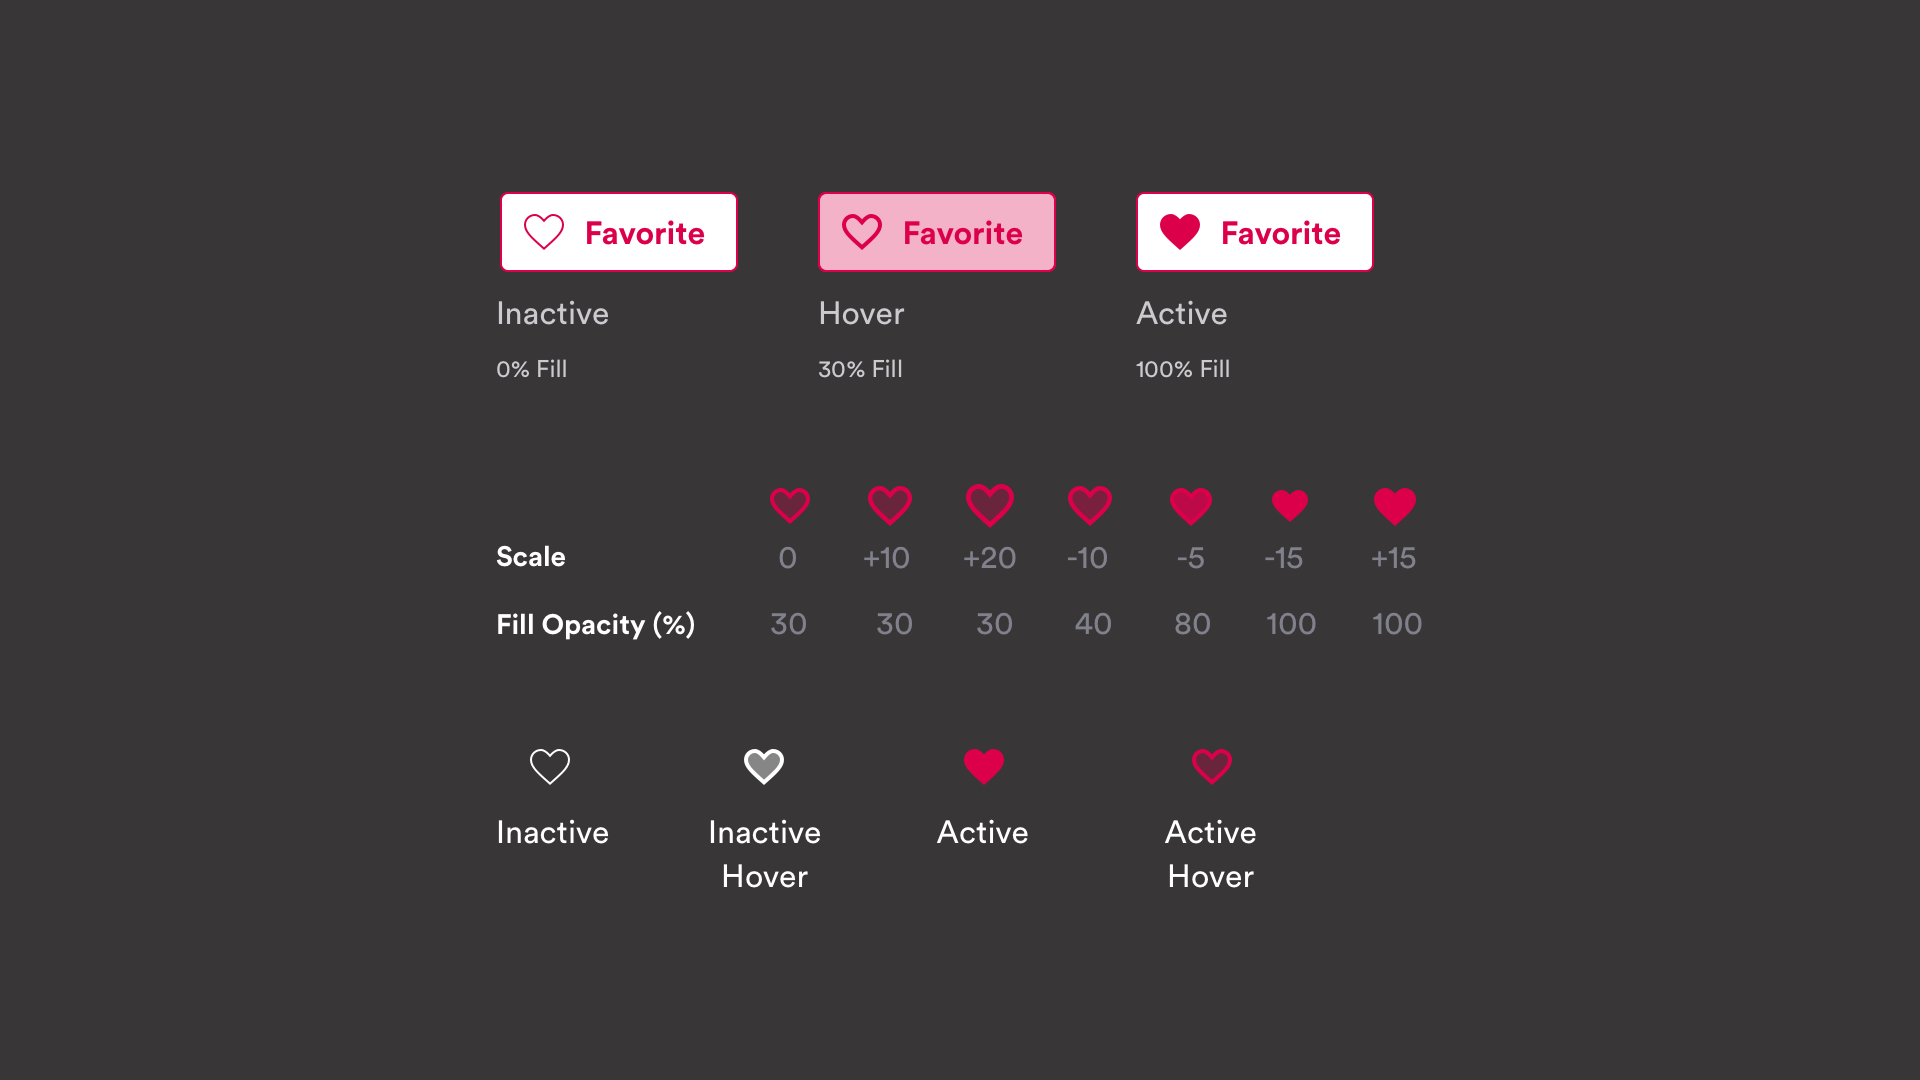 Favorite Favorite Favorite
Inactive Hover Active
0% Fill 30% Fill 100% Fill
Scale 0 +10 +20 -10 -5 -15 +15
Fill Opacity (%) 30 30 30 40 80 100 100
Inactive Inactive Active Active
Hover Hover